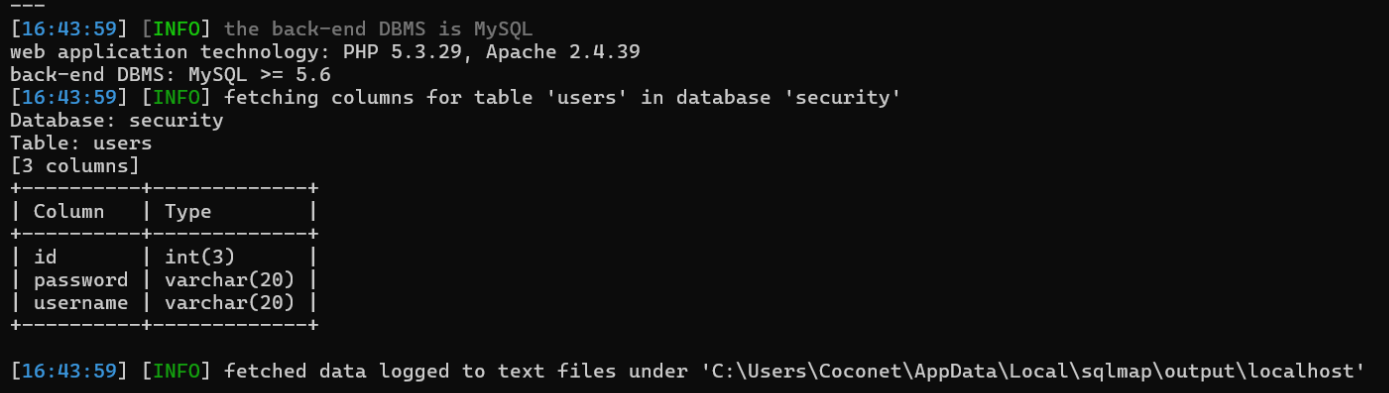 ---
[16:43:59] [INFO] the back-end DBMS is MySQL
web application technology: PHP 5.3.29, Apache 2.4.39
back-end DBMS: MySQL >= 5.6
[16:43:59] [INFO] fetching columns for table 'users' in database 'security'
Database: security
Table: users
[3 columns]
+----------+-------------+
| Column   | Type        |
+----------+-------------+
| id       | int(3)      |
| password | varchar(20) |
| username | varchar(20) |
+----------+-------------+
[16:43:59] [INFO] fetched data logged to text files under 'C:\Users\Coconet\AppData\Local\sqlmap\output\localhost'